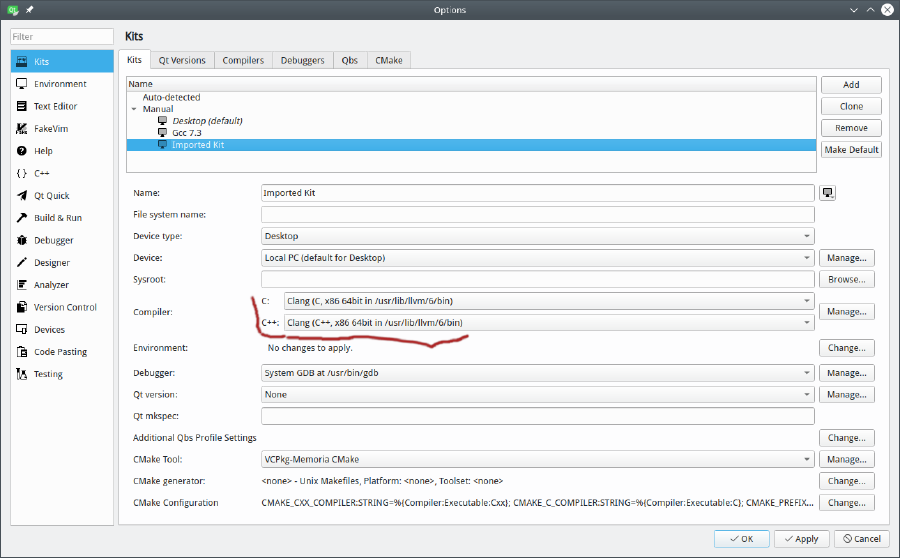 Options
Filter
Kits
Environment
Text Editor
FakeVim
Help
C++
Qt Quick
Build & Run
Debugger
Designer
Analyzer
Version Control
Devices
Code Pasting
Testing
Kits
Kits Qt Versions Compilers Debuggers Qbs CMake
Name
Auto-detected
Manual
Desktop (default)
Gcc 7.3
Imported Kit
Add
Clone
Remove
Make Default
Name: Imported Kit
File system name:
Device type: Desktop
Device: Local PC (default for Desktop) Manage...
Sysroot: Browse...
Compiler: C: Clang (C, x86 64bit in /usr/lib/llvm/6/bin) Manage...
C++: Clang (C++, x86 64bit in /usr/lib/llvm/6/bin)
Environment: No changes to apply. Change...
Debugger: System GDB at /usr/bin/gdb Manage...
Qt version: None Manage...
Qt mkspec:
Additional Qbs Profile Settings Change...
CMake Tool: VCPkg-Memoria CMake Manage...
CMake generator: <none> - Unix Makefiles, Platform: <none>, Toolset: <none> Change...
CMake Configuration CMAKE_CXX_COMPILER:STRING=%{Compiler:Executable:Cxx}; CMAKE_C_COMPILER:STRING=%{Compiler:Executable:C}; CMAKE_PREFIX... Change...
OK Apply Cancel